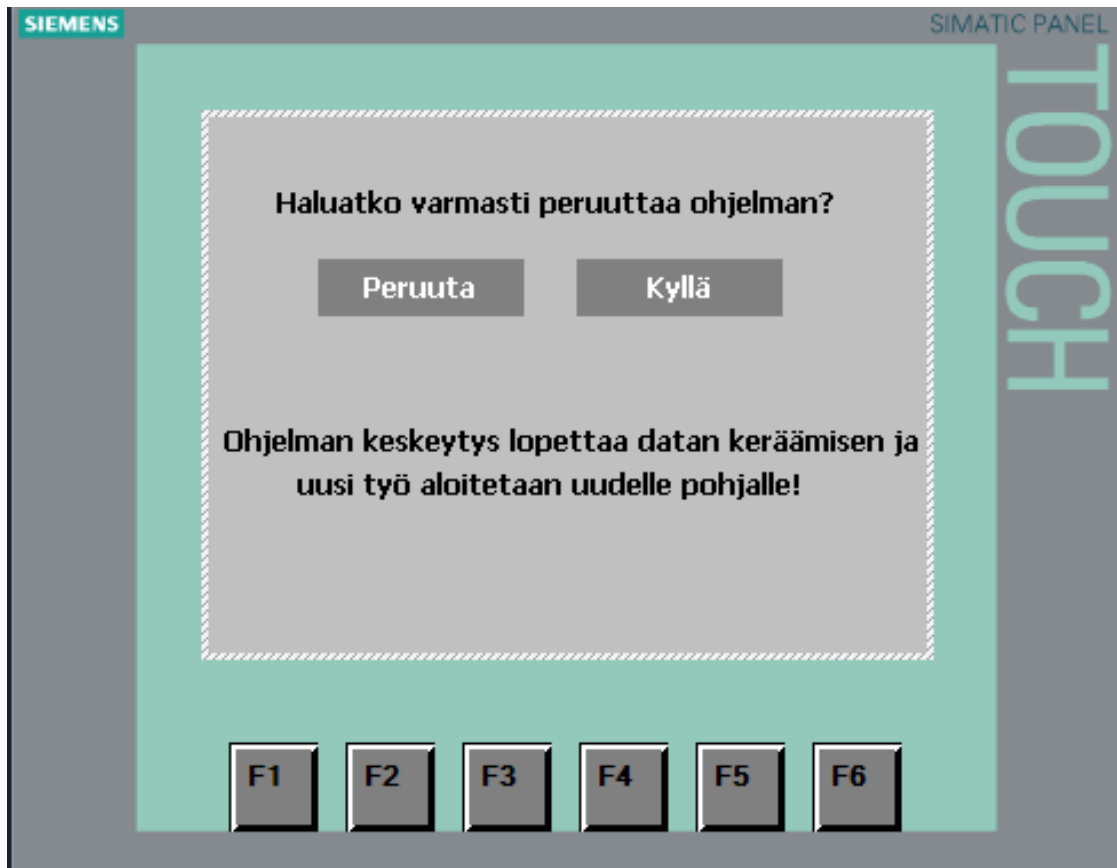 SIEMENS
SIMATIC PANEL
TOUCH
Haluatko varmasti peruuttaa ohjelman?
Peruuta Kyllä
Ohjelman keskeytys lopettaa datan keräämisen ja
uusi työ aloitetaan uudelle pohjalle!
F1 F2 F3 F4 F5 F6